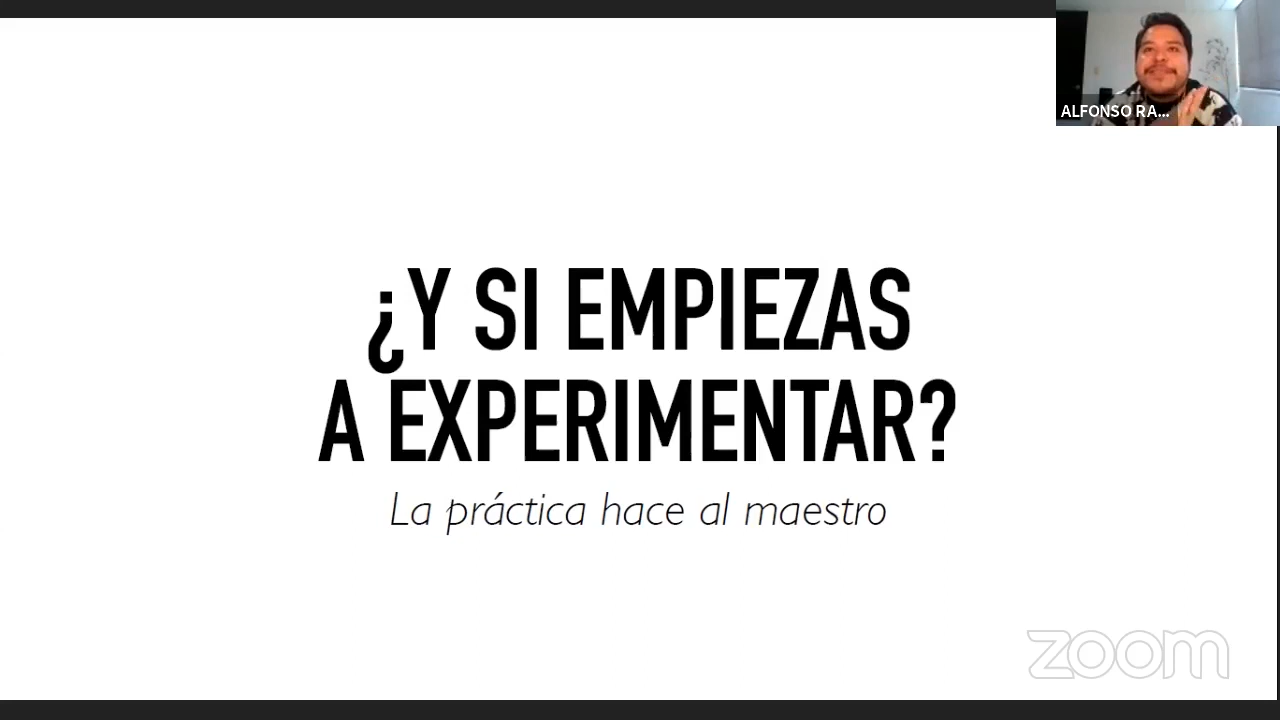 ALFONSO RA...
¿Y SI EMPIEZAS
A EXPERIMENTAR?
La práctica hace al maestro
zoom